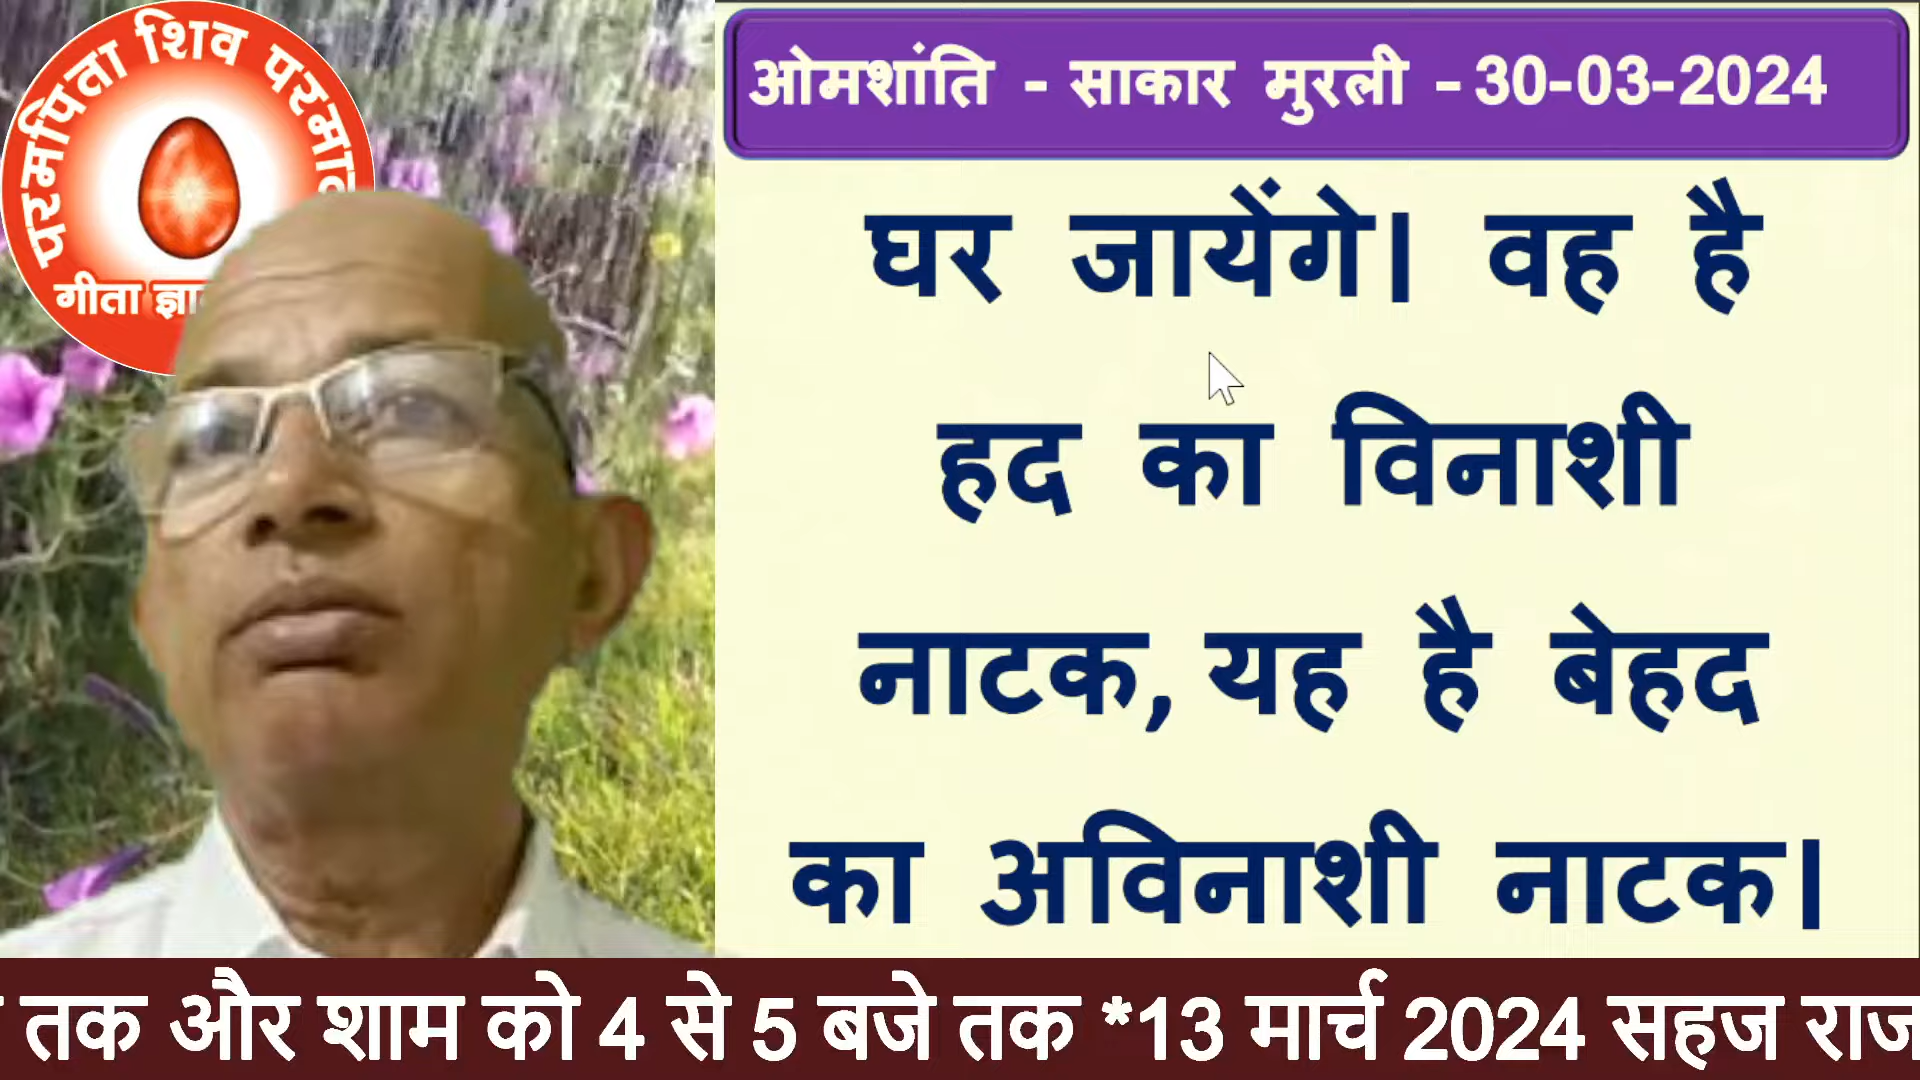 परमपिता शिव
गीता
ओमशांति - साकार मुरली - 30-03-2024
घर जायेंगे। वह है
हद का विनाशी
नाटक, यह है बेहद
का अविनाशी नाटक।
तक और शाम को 4 से 5 बजे तक *13 मार्च 2024 सहज